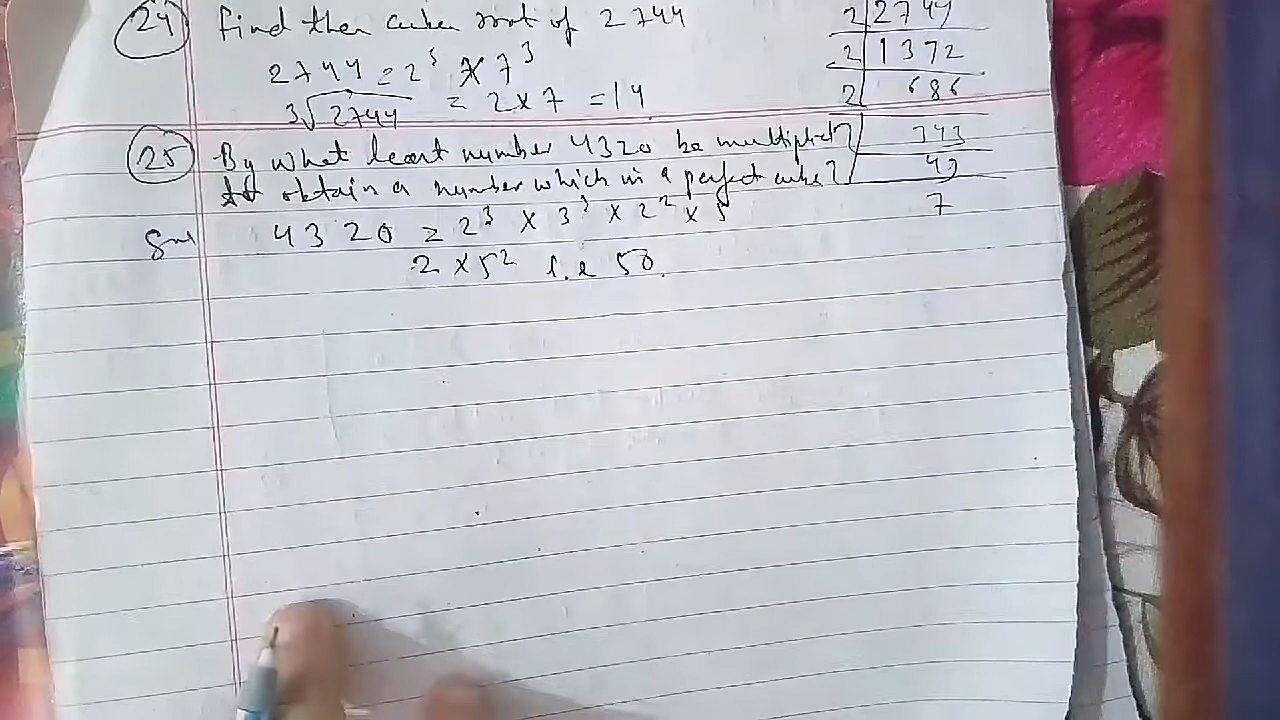 24 Find then cube root of 2744
2744 = 2³ × 7³
3√2744 = 2×7 = 14
2 2744
2 1372
2 686
343
49
7
25 By what least number 4320 be multiplied
to obtain a number which is a perfect cube?
Sol 4320 = 2³ × 3³ × 2² × 5
2 × 5² i.e 50.